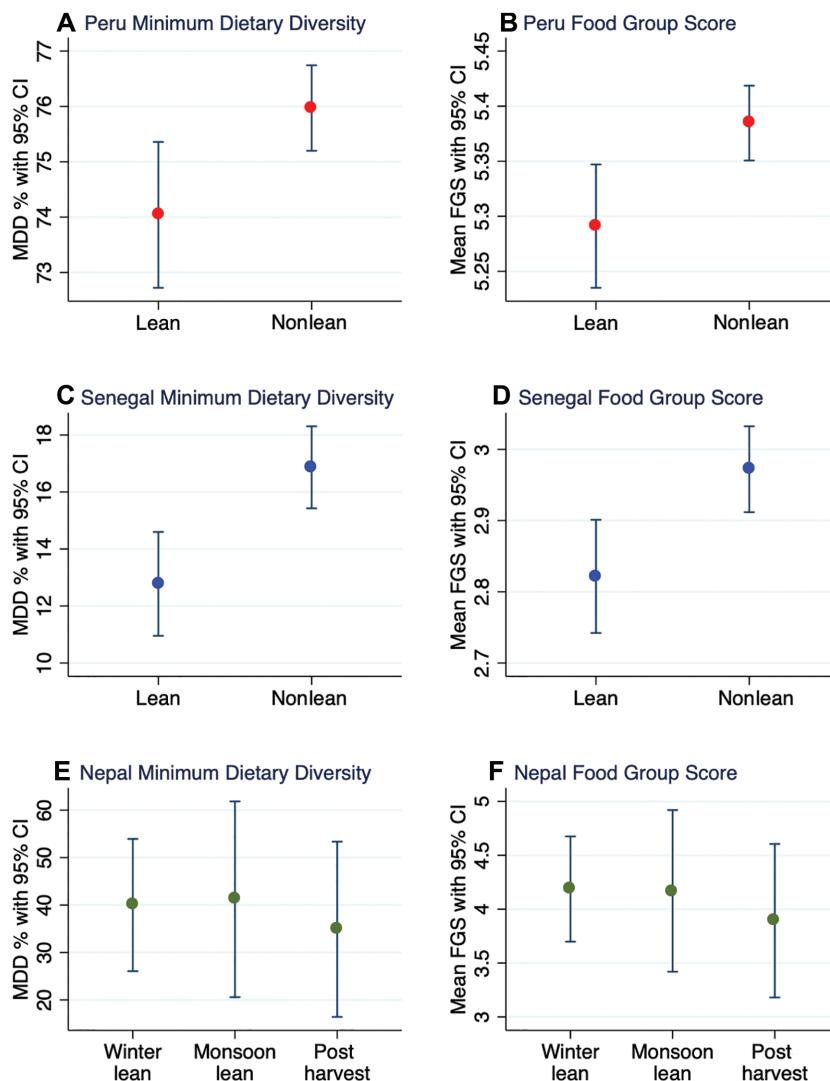 A Peru Minimum Dietary Diversity
MDD % with 95% CI
77
76
75
74
73
Lean
Nonlean
B Peru Food Group Score
Mean FGS with 95% CI
5.45
5.4
5.35
5.3
5.25
Lean
Nonlean
C Senegal Minimum Dietary Diversity
MDD % with 95% CI
18
16
14
12
10
Lean
Nonlean
D Senegal Food Group Score
Mean FGS with 95% CI
3
2.9
2.8
2.7
Lean
Nonlean
E Nepal Minimum Dietary Diversity
MDD % with 95% CI
60
50
40
30
20
Winter
lean
Monsoon
lean
Post
harvest
F Nepal Food Group Score
Mean FGS with 95% CI
5
4.5
4
3.5
3
Winter
lean
Monsoon
lean
Post
harvest